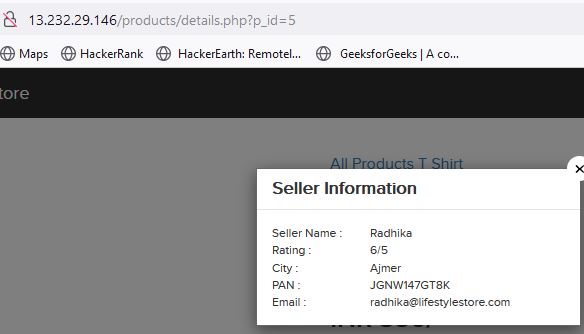 13.232.29.146/products/details.php?p_id=5
Maps HackerRank HackerEarth: Remotel... GeeksforGeeks | A co...
tore
All Products T Shirt
Seller Information
Seller Name : Radhika
Rating : 6/5
City : Ajmer
PAN : JGNW147GT8K
Email : radhika@lifestylestore.com